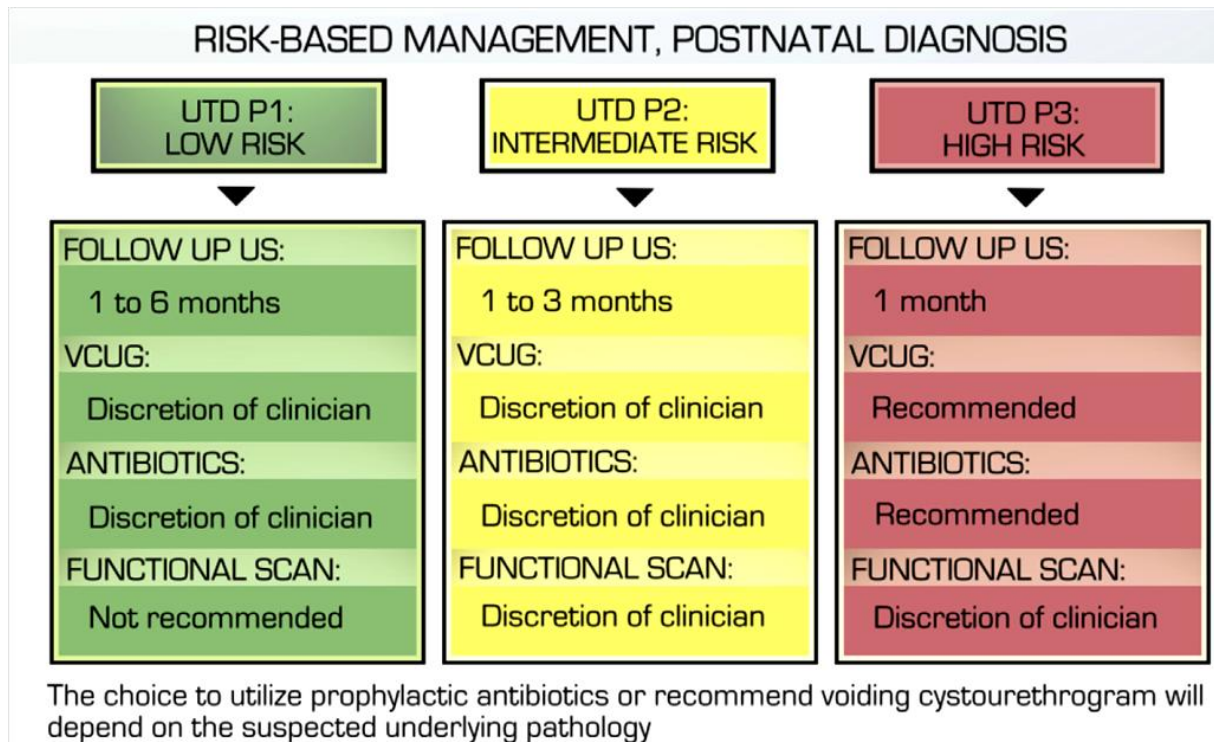 RISK-BASED MANAGEMENT, POSTNATAL DIAGNOSIS
UTD P1:
LOW RISK
FOLLOW UP US:
1 to 6 months
VCUG:
Discretion of clinician
ANTIBIOTICS:
Discretion of clinician
FUNCTIONAL SCAN:
Not recommended
UTD P2:
INTERMEDIATE RISK
FOLLOW UP US:
1 to 3 months
VCUG:
Discretion of clinician
ANTIBIOTICS:
Discretion of clinician
FUNCTIONAL SCAN:
Discretion of clinician
UTD P3:
HIGH RISK
FOLLOW UP US:
1 month
VCUG:
Recommended
ANTIBIOTICS:
Recommended
FUNCTIONAL SCAN:
Discretion of clinician
The choice to utilize prophylactic antibiotics or recommend voiding cystourethrogram will
depend on the suspected underlying pathology